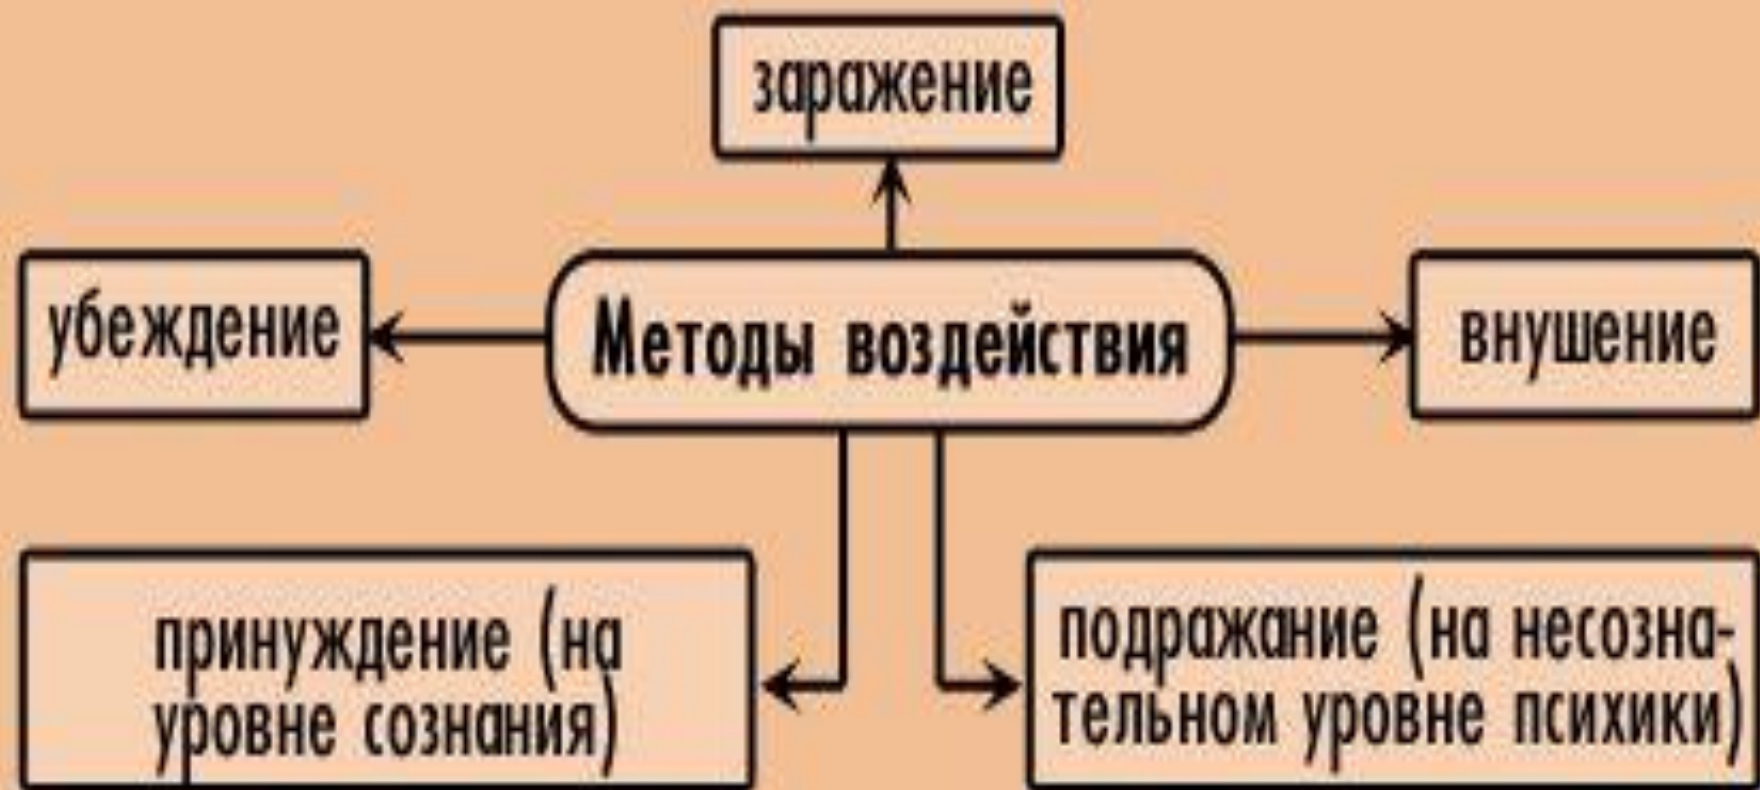 заражение
убеждение
Методы воздействия
внушение
принуждение (на
уровне сознания)
подражание (на несозна-
тельном уровне психики)